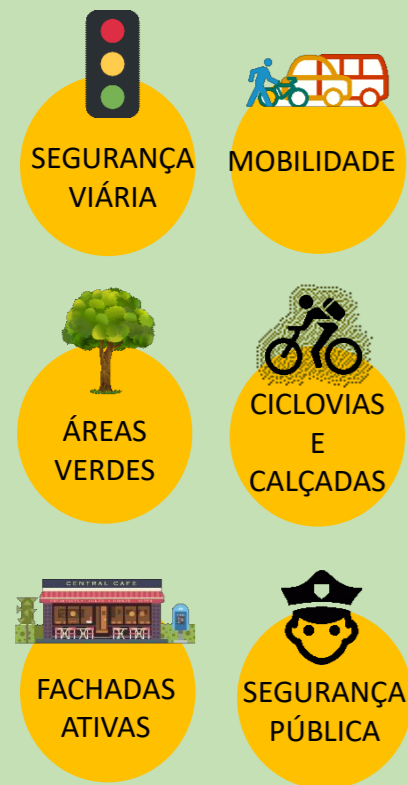 SEGURANÇA
VIÁRIA
MOBILIDADE
ÁREAS
VERDES
CICLOVIAS
E
CALÇADAS
CENTRAL CAFE
FACHADAS
ATIVAS
SEGURANÇA
PÚBLICA